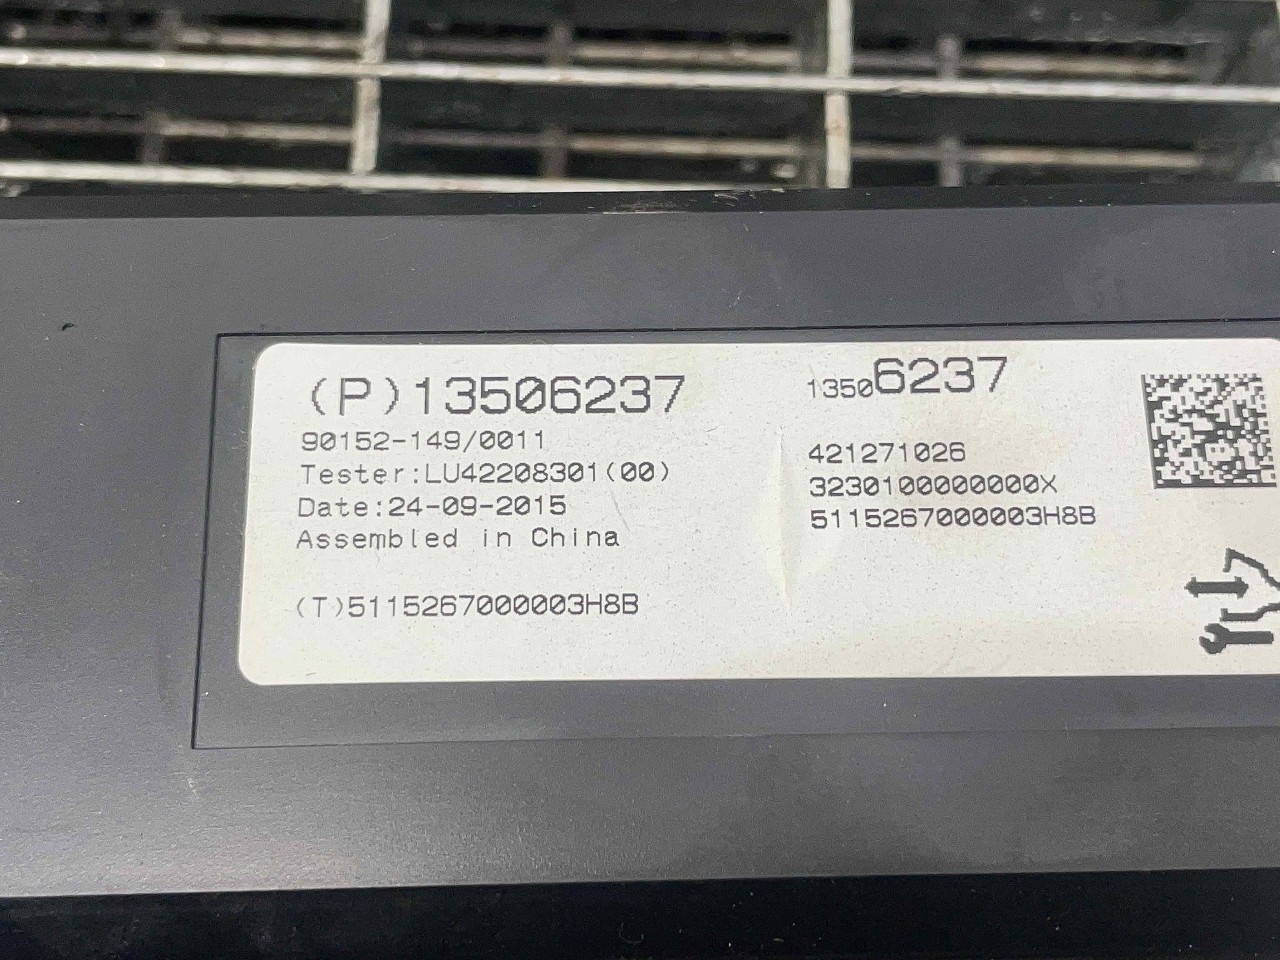 (P)13506237
90152-149/0011
Tester:LU42208301(00)
Date:24-09-2015
Assembled in China
(T)5115267000003H8B
13506237
421271026
3230100000000X
5115267000003H8B